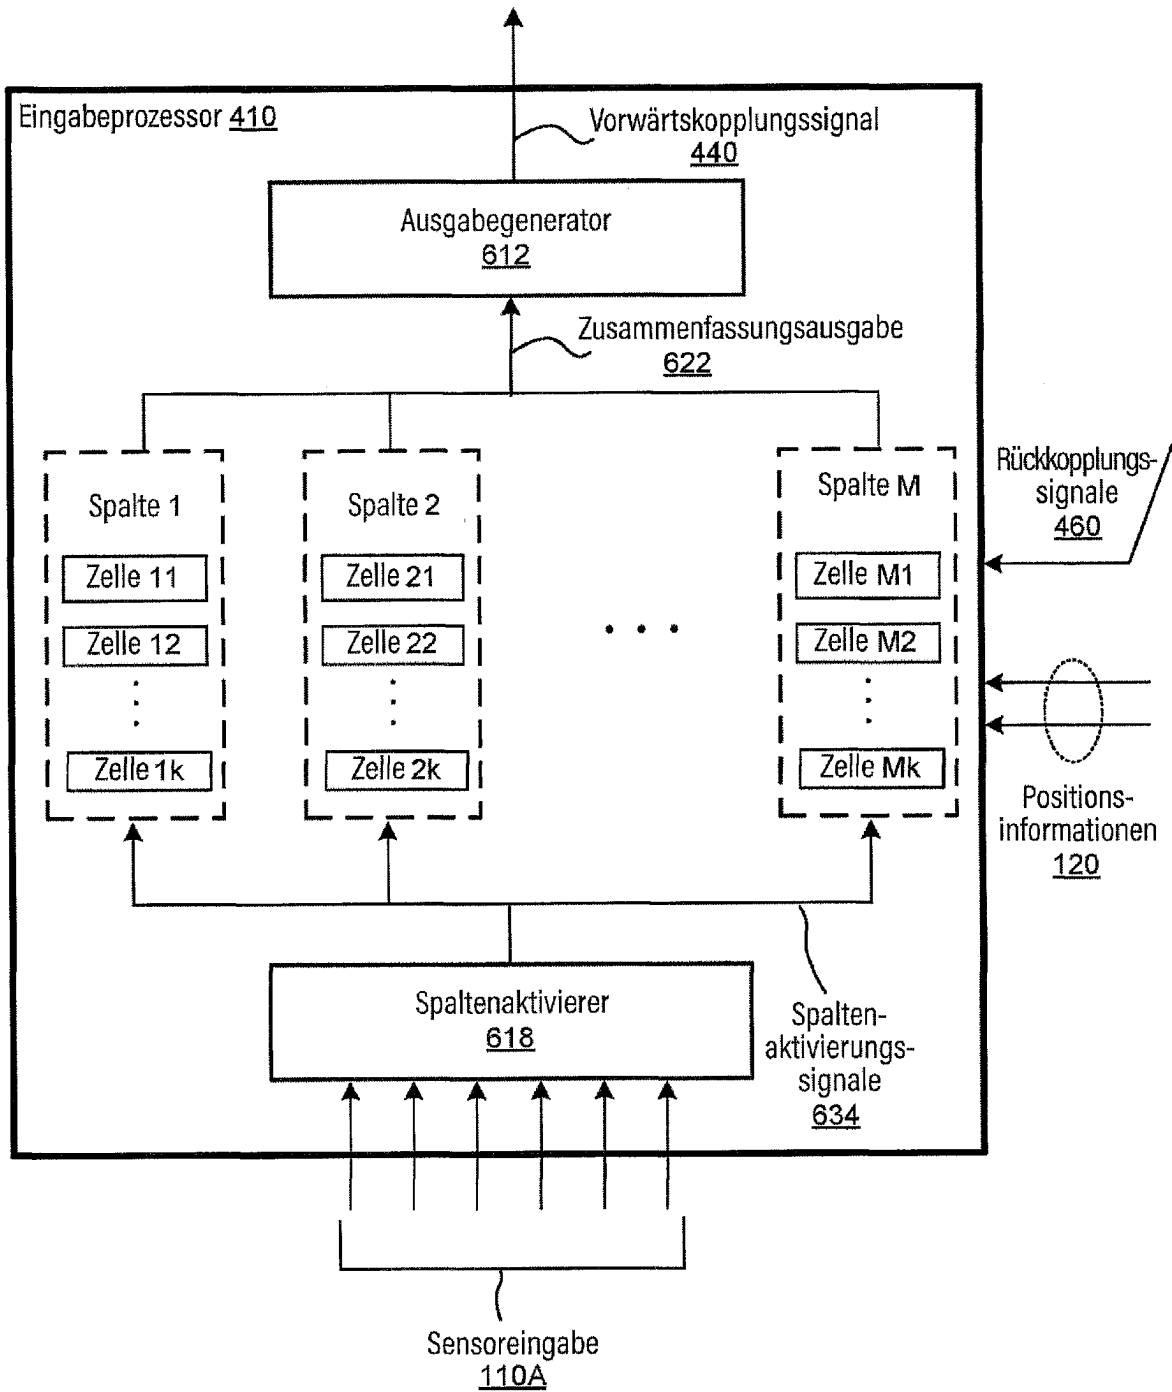 Eingabeprozessor 410
Vorwärtskopplungssignal
440
Ausgabegenerator
612
Zusammenfassungsausgabe
622
Spalte 1
Zelle 11
Zelle 12
Zelle 1k
Spalte 2
Zelle 21
Zelle 22
Zelle 2k
Spalte M
Zelle M1
Zelle M2
Zelle Mk
Rückkopplungs-
signale
460
Positions-
informationen
120
Spaltenaktivierer
618
Spalten-
aktivierungs-
signale
634
Sensoreingabe
110A